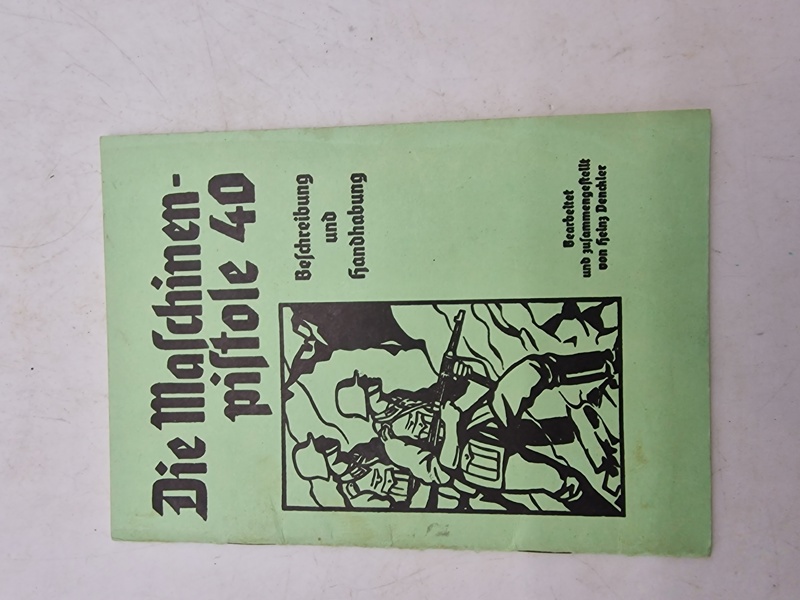 Die Maſchinen-
piſtole 40
Beſchreibung
und
Handhabung
Bearbeitet
und zuſammengeſtellt
von Heinz Denckler